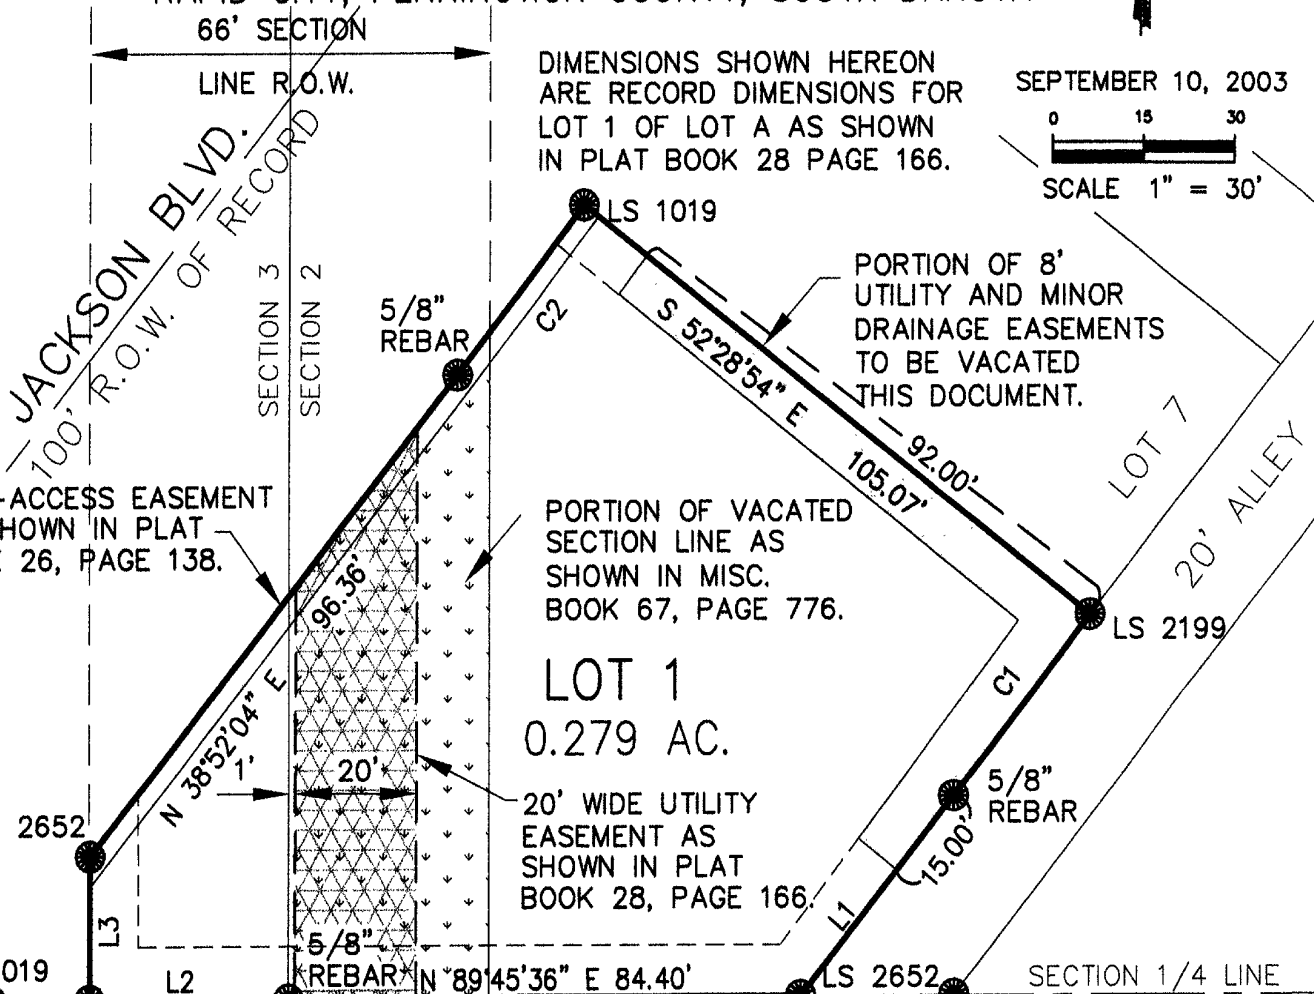 66' SECTION
LINE R.O.W.
DIMENSIONS SHOWN HEREON
ARE RECORD DIMENSIONS FOR
LOT 1 OF LOT A AS SHOWN
IN PLAT BOOK 28 PAGE 166.
SEPTEMBER 10, 2003
0 15 30
SCALE 1" = 30'
JACKSON BLVD.
100' R.O.W. OF RECORD
SECTION 3
SECTION 2
LS 1019
5/8"
REBAR
C2
S 52°28'54" E 105.07'
92.00'
PORTION OF 8'
UTILITY AND MINOR
DRAINAGE EASEMENTS
TO BE VACATED
THIS DOCUMENT.
LOT 7
20' ALLEY
-ACCESS EASEMENT
SHOWN IN PLAT
26, PAGE 138.
PORTION OF VACATED
SECTION LINE AS
SHOWN IN MISC.
BOOK 67, PAGE 776.
N 38°52'04" E 96.36'
LS 2199
LOT 1
0.279 AC.
C1
1'
20'
20' WIDE UTILITY
EASEMENT AS
SHOWN IN PLAT
BOOK 28, PAGE 166.
5/8"
REBAR
15.00'
2652
L3
L1
5/8"
REBAR
019
L2
N 89°45'36" E 84.40'
LS 2652
SECTION 1/4 LINE